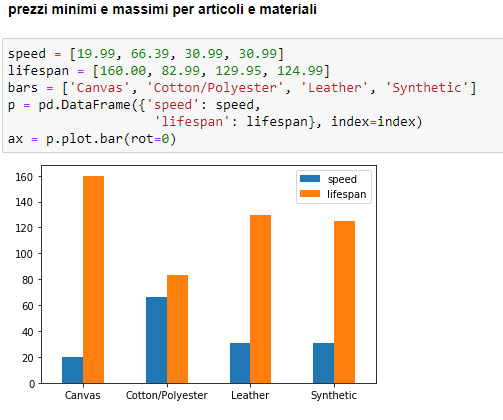 prezzi minimi e massimi per articoli e materiali
speed = [19.99, 66.39, 30.99, 30.99]
lifespan = [160.00, 82.99, 129.95, 124.99]
bars = ['Canvas', 'Cotton/Polyester', 'Leather', 'Synthetic']
p = pd.DataFrame({'speed': speed,
'lifespan': lifespan}, index=index)
ax = p.plot.bar(rot=0)
speed
lifespan
160
140
120
100
80
60
40
20
0
Canvas Cotton/Polyester Leather Synthetic